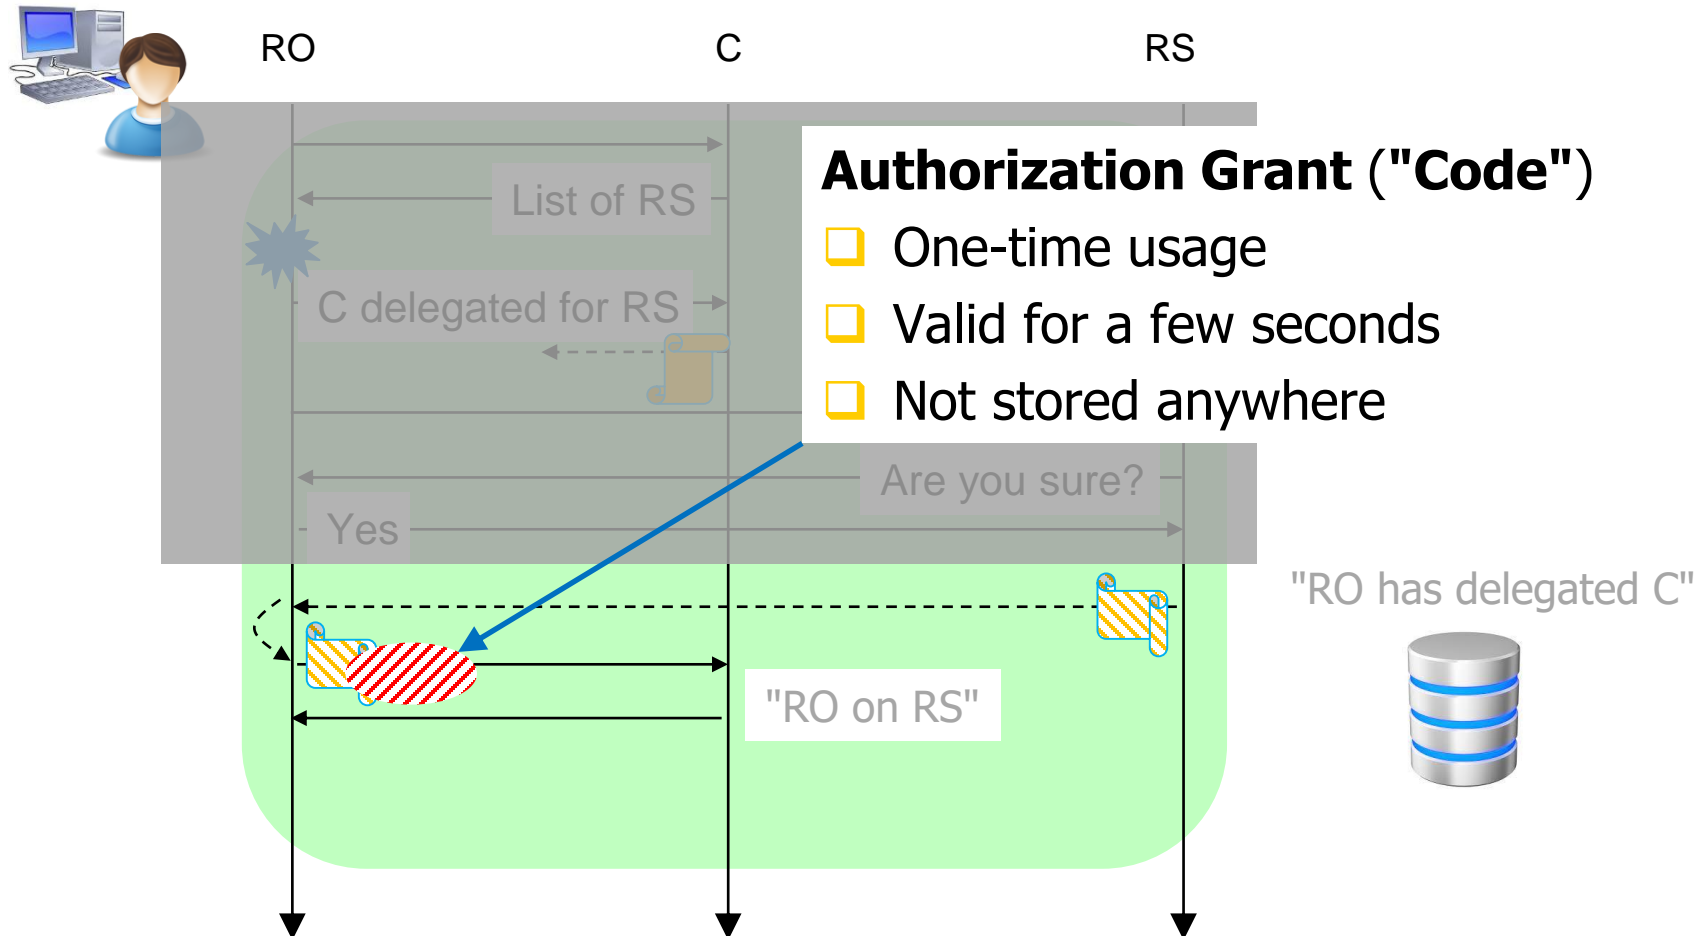 RO
C
RS
Authorization Grant ("Code")
One-time usage
Valid for a few seconds
Not stored anywhere
List of RS
C delegated for RS
Are you sure?
Yes
"RO has delegated C"
"RO on RS"